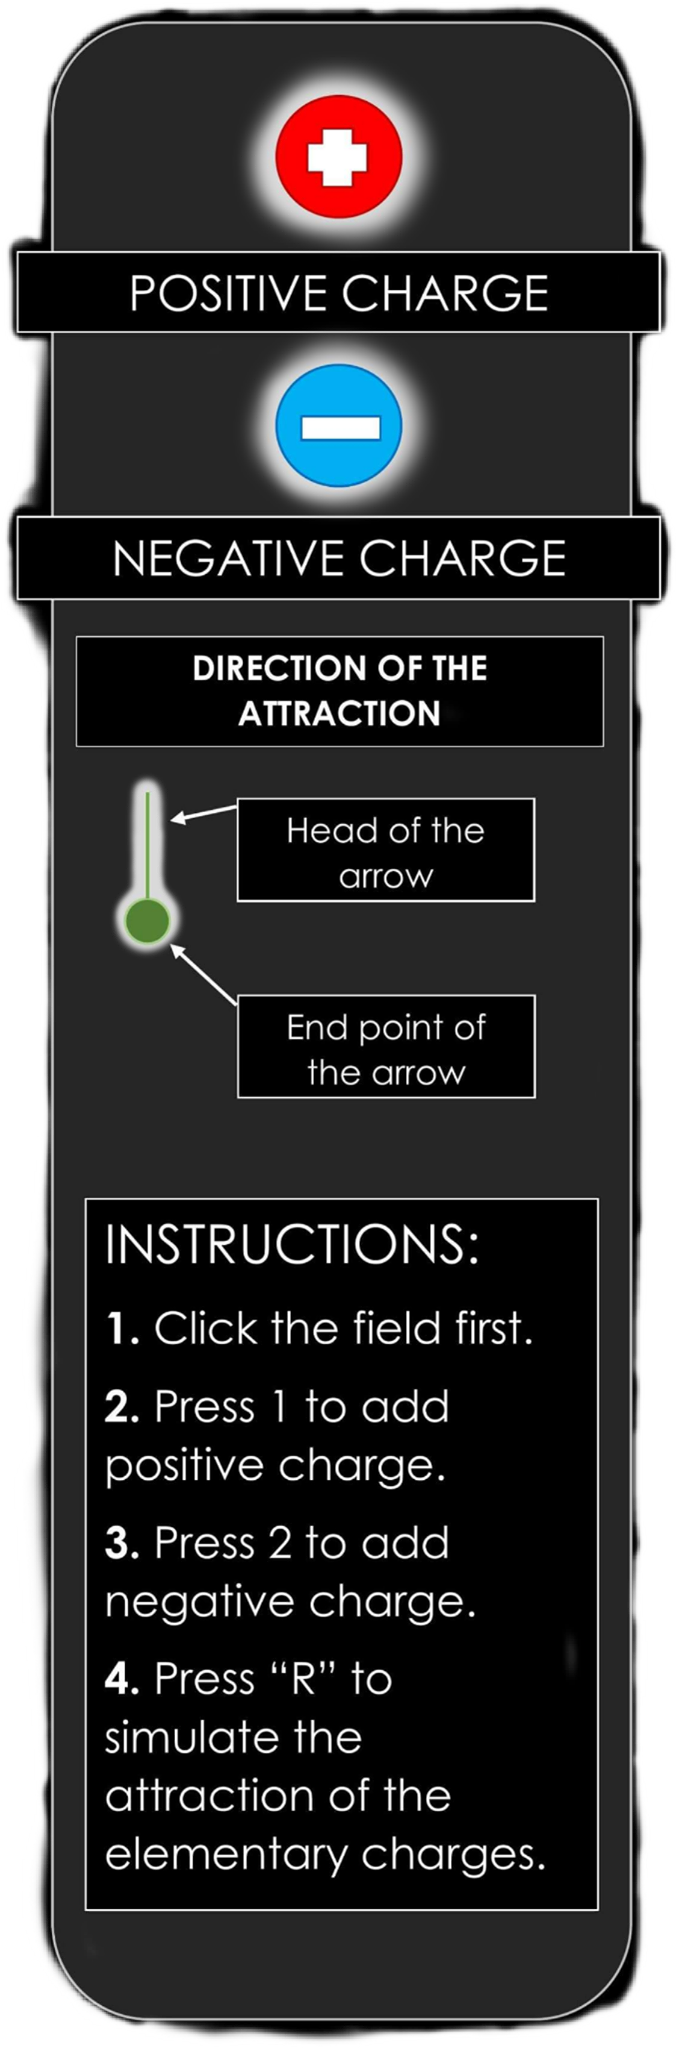 POSITIVE CHARGE
NEGATIVE CHARGE
DIRECTION OF THE
ATTRACTION
Head of the
arrow
End point of
the arrow
INSTRUCTIONS:
1. Click the field first.
2. Press 1 to add
positive charge.
3. Press 2 to add
negative charge.
4. Press “R” to
simulate the
attraction of the
elementary charges.